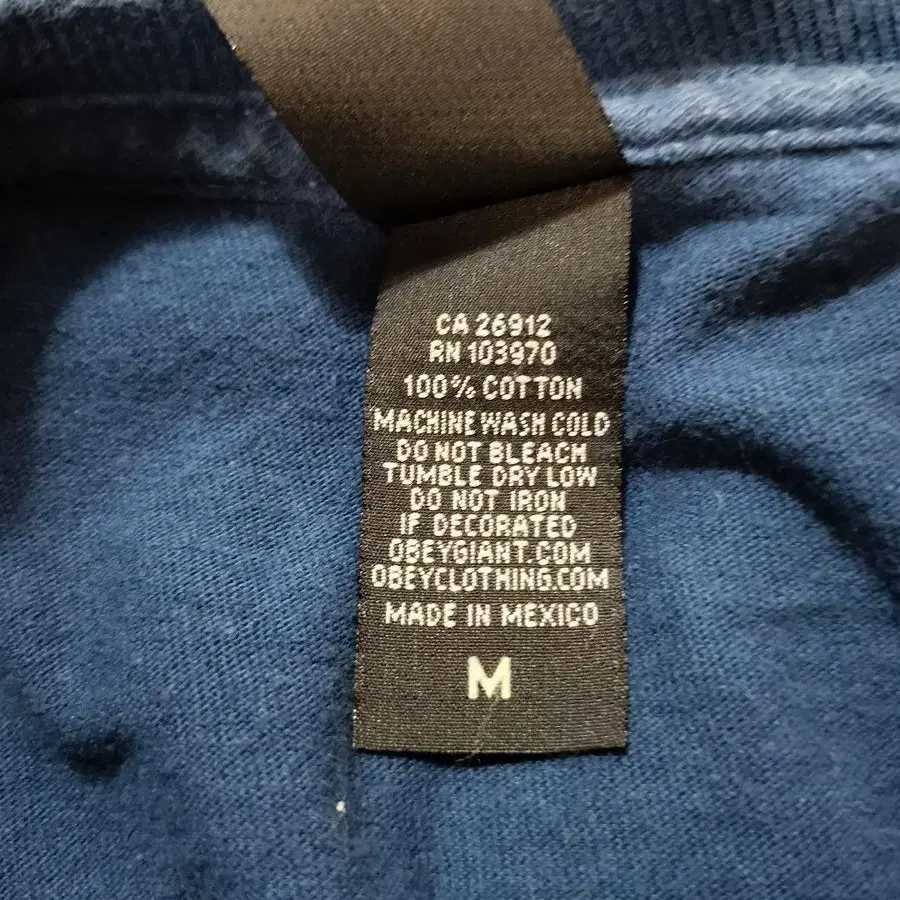 CA 26912
RN 103970
100% COTTON
MACHINE WASH COLD
DO NOT BLEACH
TUMBLE DRY LOW
DO NOT IRON
IF DECORATED
OBEYGIANT.COM
OBEYCLOTHING.COM
MADE IN MEXICO
M